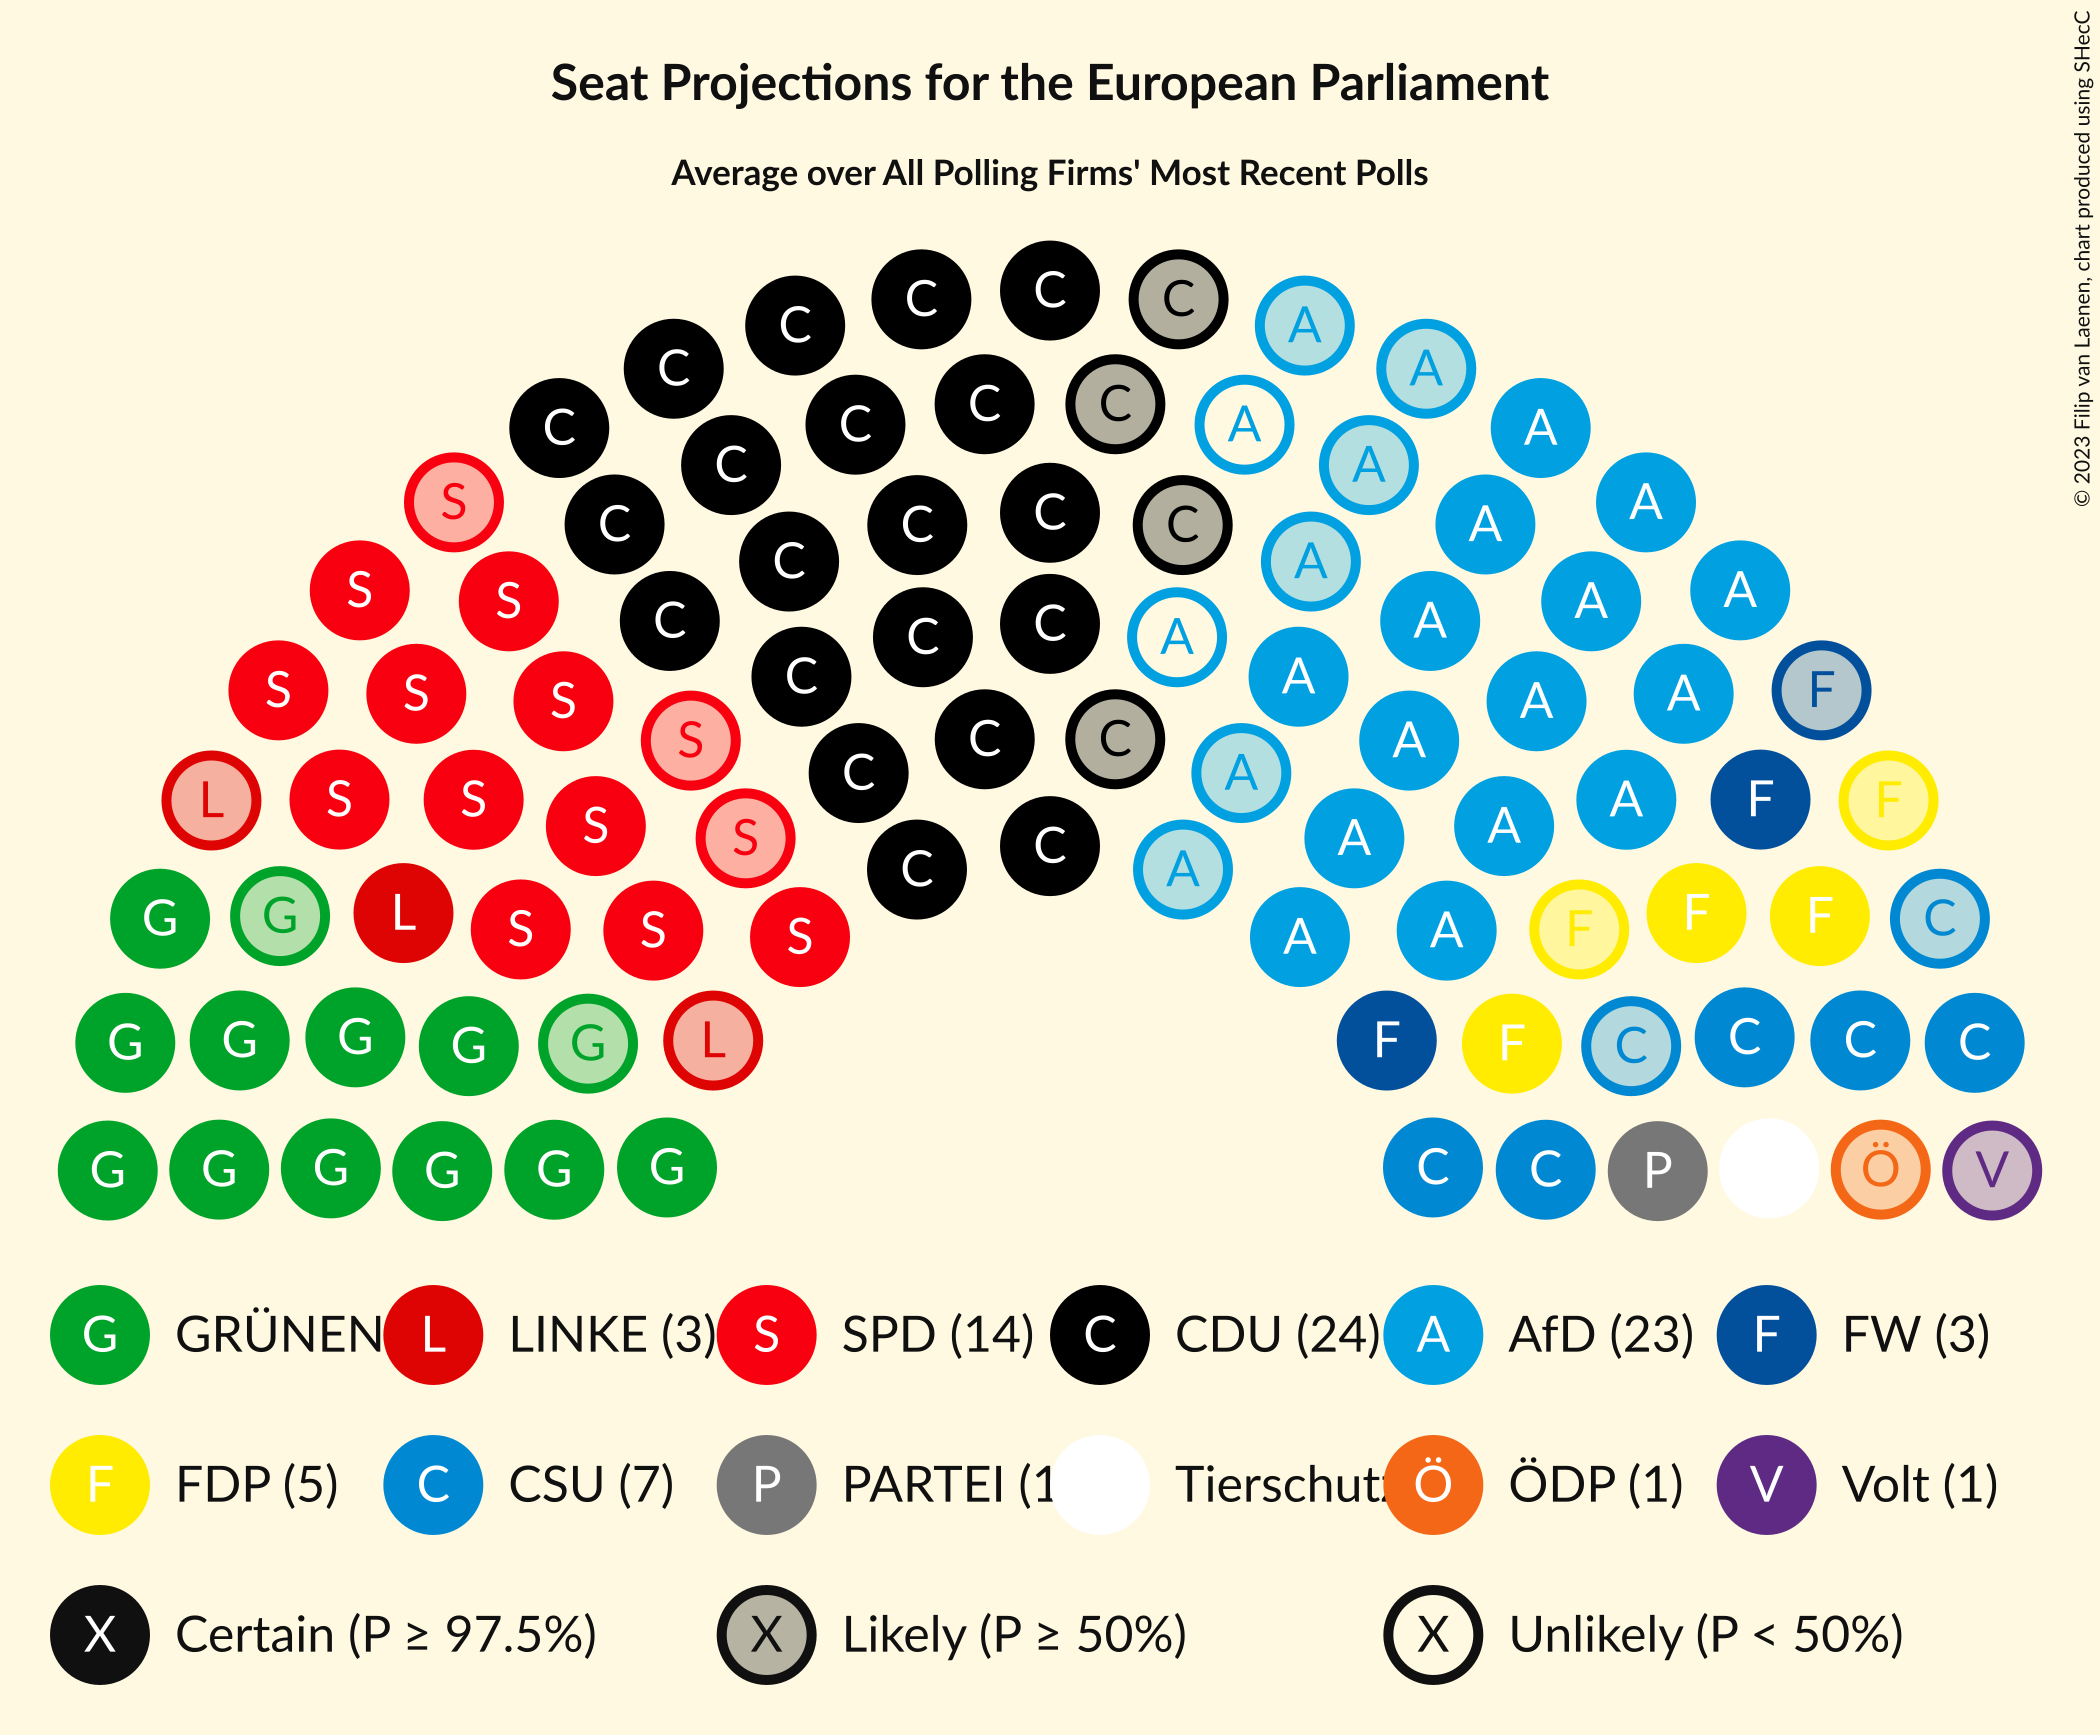 Seat Projections for the European Parliament
Average over All Polling Firms' Most Recent Polls
© 2023 Filip van Laenen, chart produced using SHecC
C C C C C C A A
C C C C A A
C C A A
C C C A
S C C A A
S S C C A A A
C C C A A
S S S C A A A F
S A A
L S S S S C C C A A A A F F
G G L S S S C C A A A F F F C
G G G G G L F F C C C C
G G G G G G C C P Ö V
G GRÜNEN L LINKE (3) S SPD (14) C CDU (24) A AfD (23) F FW (3)
F FDP (5) C CSU (7) P PARTEI (1 Tierschutz Ö ÖDP (1) V Volt (1)
X Certain (P ≥ 97.5%) X Likely (P ≥ 50%) X Unlikely (P < 50%)